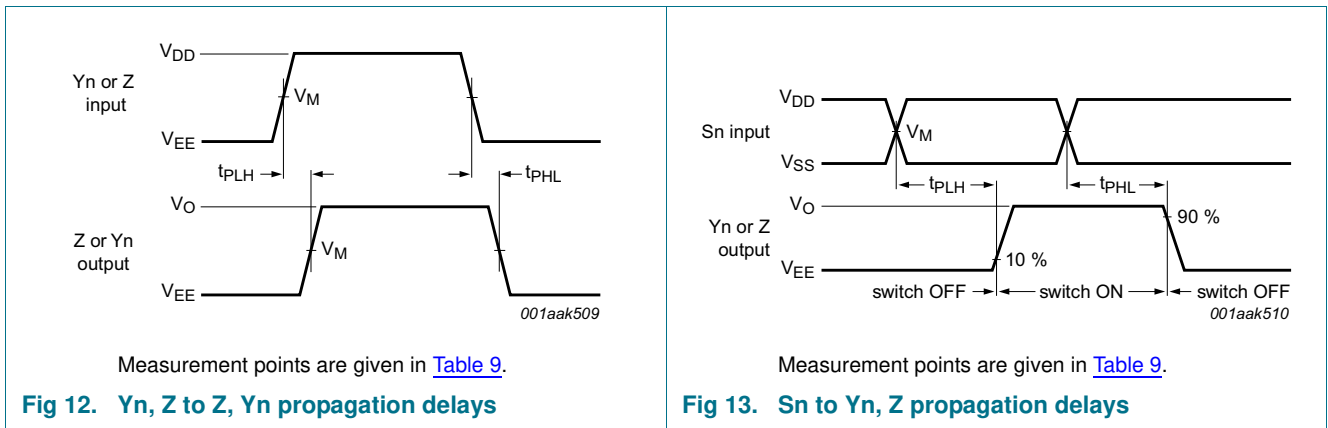 VDD
Yn or Z
input
VM
VEE
tPLH
tPHL
VO
Z or Yn
output
VM
VEE
001aak509
Measurement points are given in Table 9.
Fig 12. Yn, Z to Z, Yn propagation delays
VDD
Sn input
VM
VSS
tPLH
tPHL
VO
90 %
Yn or Z
output
10 %
VEE
switch OFF
switch ON
switch OFF
001aak510
Measurement points are given in Table 9.
Fig 13. Sn to Yn, Z propagation delays